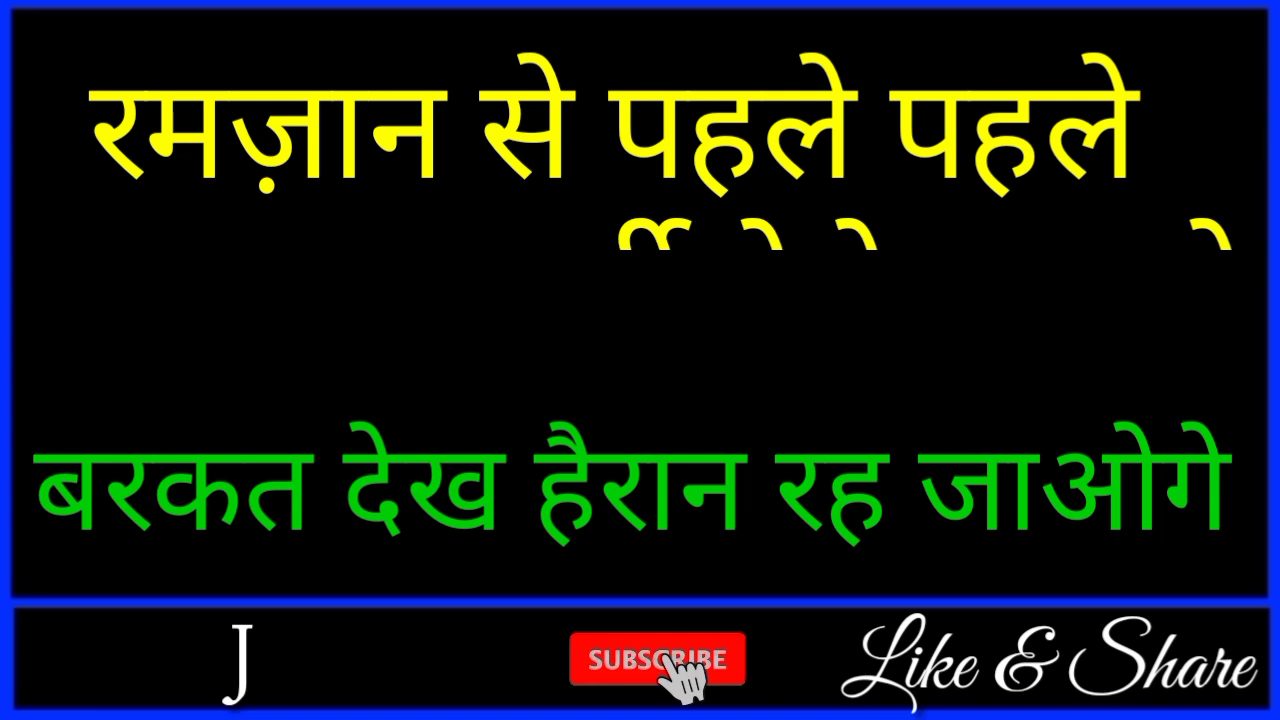 रमज़ान से पहले पहले
बरकत देख हैरान रह जाओगे
J
SUBSCRIBE
Like & Share